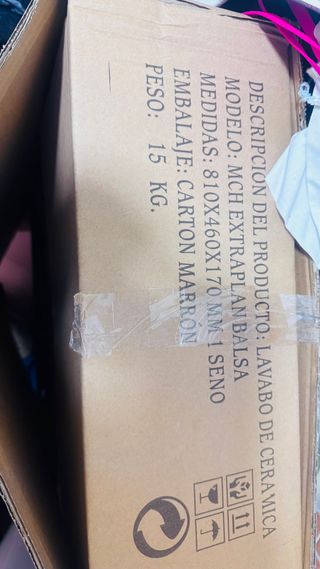 DESCRIPCION DEL PRODUCTO: LAVABO DE CERAMICA
MODELO: MCH EXTRAPLAN BALSA
MEDIDAS: 810X460X170 MM 1 SENO
EMBALAJE: CARTON MARRON
PESO: 15 KG.